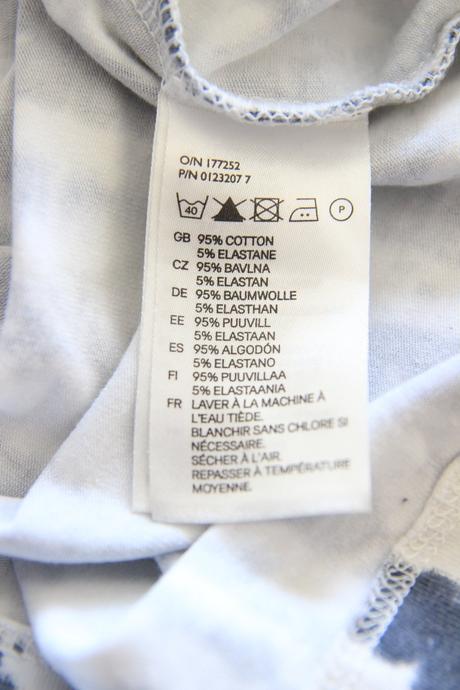 O/N 177252
P/N 0123207 7
40 P
GB 95% COTTON
5% ELASTANE
CZ 95% BAVLNA
5% ELASTAN
DE 95% BAUMWOLLE
5% ELASTHAN
EE 95% PUUVILL
5% ELASTAAN
ES 95% ALGODÓN
5% ELASTANO
FI 95% PUUVILLAA
5% ELASTAANIA
FR LAVER À LA MACHINE À
L'EAU TIÈDE.
BLANCHIR SANS CHLORE SI
NÉCESSAIRE.
SÉCHER À L'AIR.
REPASSER À TEMPÉRATURE
MOYENNE.